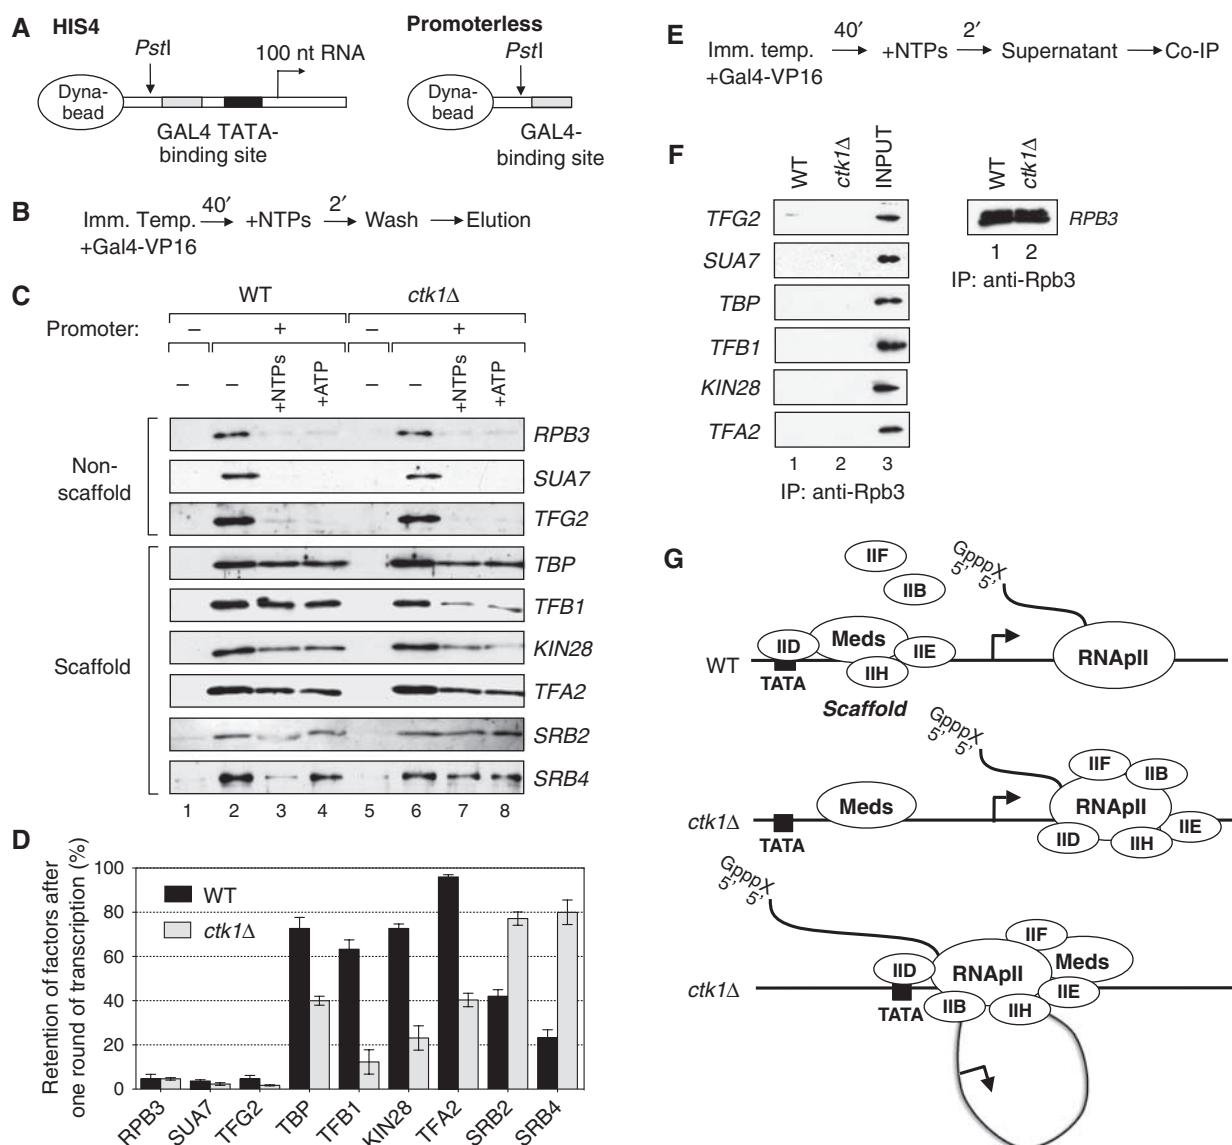 A
HIS4
PstI
100 nt RNA
Dyna-
bead
GAL4 TATA-
binding site
Promoterless
PstI
Dyna-
bead
GAL4-
binding site
B
Imm. Temp.
+Gal4-VP16
40′
+NTPs
2′
Wash
Elution
C
WT
ctk1Δ
Promoter:
–
+
–
+
–
–
+NTPs
+ATP
–
–
+NTPs
+ATP
Non-
scaffold
RPB3
SUA7
TFG2
Scaffold
TBP
TFB1
KIN28
TFA2
SRB2
SRB4
1 2 3 4 5 6 7 8
D
Retention of factors after
one round of transcription (%)
100
80
60
40
20
0
WT
ctk1Δ
RPB3
SUA7
TFG2
TBP
TFB1
KIN28
TFA2
SRB2
SRB4
E
Imm. temp.
+Gal4-VP16
40′
+NTPs
2′
Supernatant
Co-IP
F
WT
ctk1Δ
INPUT
TFG2
SUA7
TBP
TFB1
KIN28
TFA2
1 2 3
IP: anti-Rpb3
WT
ctk1Δ
RPB3
1 2
IP: anti-Rpb3
G
WT
IIF
IIB
GpppX
5′ 5′
IID
Meds
IIE
IIH
RNApII
TATA
Scaffold
ctk1Δ
GpppX
5′ 5′
Meds
TATA
IIF
IIB
RNApII
IID
IIH
IIE
ctk1Δ
GpppX
5′ 5′
IIF
IID
RNApII
Meds
TATA
IIB
IIH
IIE